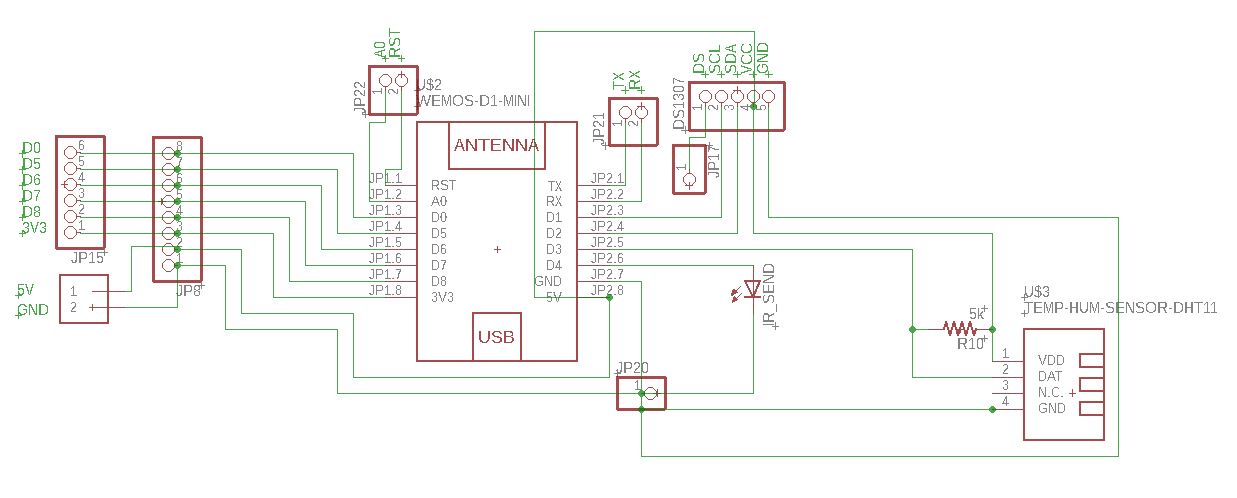 A0
RST
JP22
1
2
U$2
WEMOS-D1-MINI
ANTENNA
USB
JP1.1
JP1.2
JP1.3
JP1.4
JP1.5
JP1.6
JP1.7
JP1.8
RST
A0
D0
D5
D6
D7
D8
3V3
TX
RX
D1
D2
D3
D4
GND
5V
JP2.1
JP2.2
JP2.3
JP2.4
JP2.5
JP2.6
JP2.7
JP2.8
D0
D5
D6
D7
D8
3V3
6
5
4
3
2
1
JP15
8
7
6
5
4
3
2
1
JP8
5V
GND
1
2
TX
RX
JP21
1
2
DS
SCL
SDA
VCC
GND
DS1307
1
2
3
4
5
JP17
1
IR_SEND
JP20
1
5k
R10
U$3
TEMP-HUM-SENSOR-DHT11
1
2
3
4
VDD
DAT
N.C.
GND